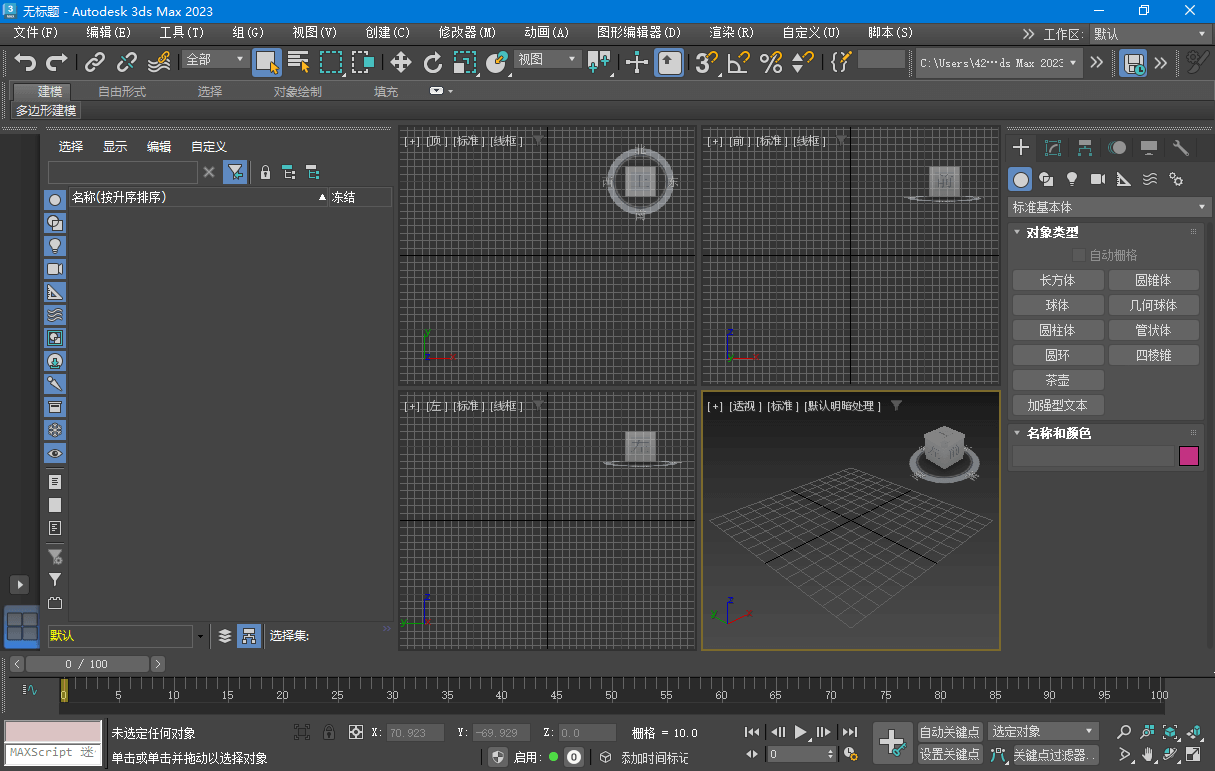 无标题 - Autodesk 3ds Max 2023
文件(F) 编辑(E) 工具(T) 组(G) 视图(V) 创建(C) 修改器(M) 动画(A) 图形编辑器(D) 渲染(R) 自定义(U) 脚本(S) 工作区: 默认
全部 视图 C:\Users\42···ds Max 2023
建模 自由形式 选择 对象绘制 填充
多边形建模
选择 显示 编辑 自定义
名称(按升序排序) ▲ 冻结
默认 选择集:
[+] [顶] [标准] [线框]
北
西 顶 东
南
y
z x
[+] [前] [标准] [线框]
前
z
y x
[+] [左] [标准] [线框]
左
z
y x
[+] [透视] [标准] [默认明暗处理]
z
y x
标准基本体
对象类型
自动栅格
长方体 圆锥体
球体 几何球体
圆柱体 管状体
圆环 四棱锥
茶壶
加强型文本
名称和颜色
0 / 100
0 5 10 15 20 25 30 35 40 45 50 55 60 65 70 75 80 85 90 95 100
未选定任何对象 X: 70.923 Y: -69.929 Z: 0.0 栅格 = 10.0 自动关键点 选定对象
MAXScript 迷 单击或单击并拖动以选择对象 启用: 0 添加时间标记 0 设置关键点 关键点过滤器...